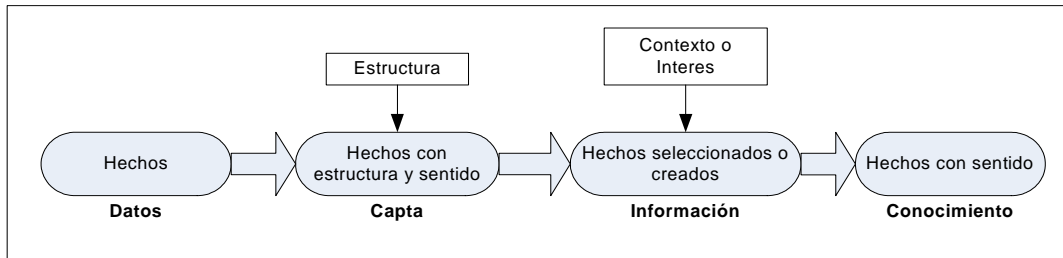 Estructura
Contexto o
Interes
Hechos
Hechos con
estructura y sentido
Hechos seleccionados o
creados
Hechos con sentido
Datos
Capta
Información
Conocimiento